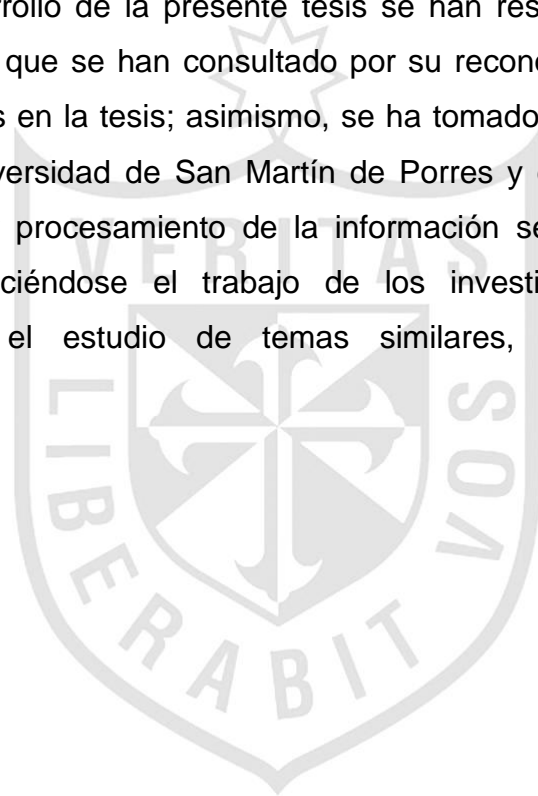 rrollo de la presente tesis se han res
que se han consultado por su recono
s en la tesis; asimismo, se ha tomado
versidad de San Martín de Porres y
procesamiento de la información se
ciéndose el trabajo de los investi
el estudio de temas similares,
VERITAS
LIBERABIT
VOS